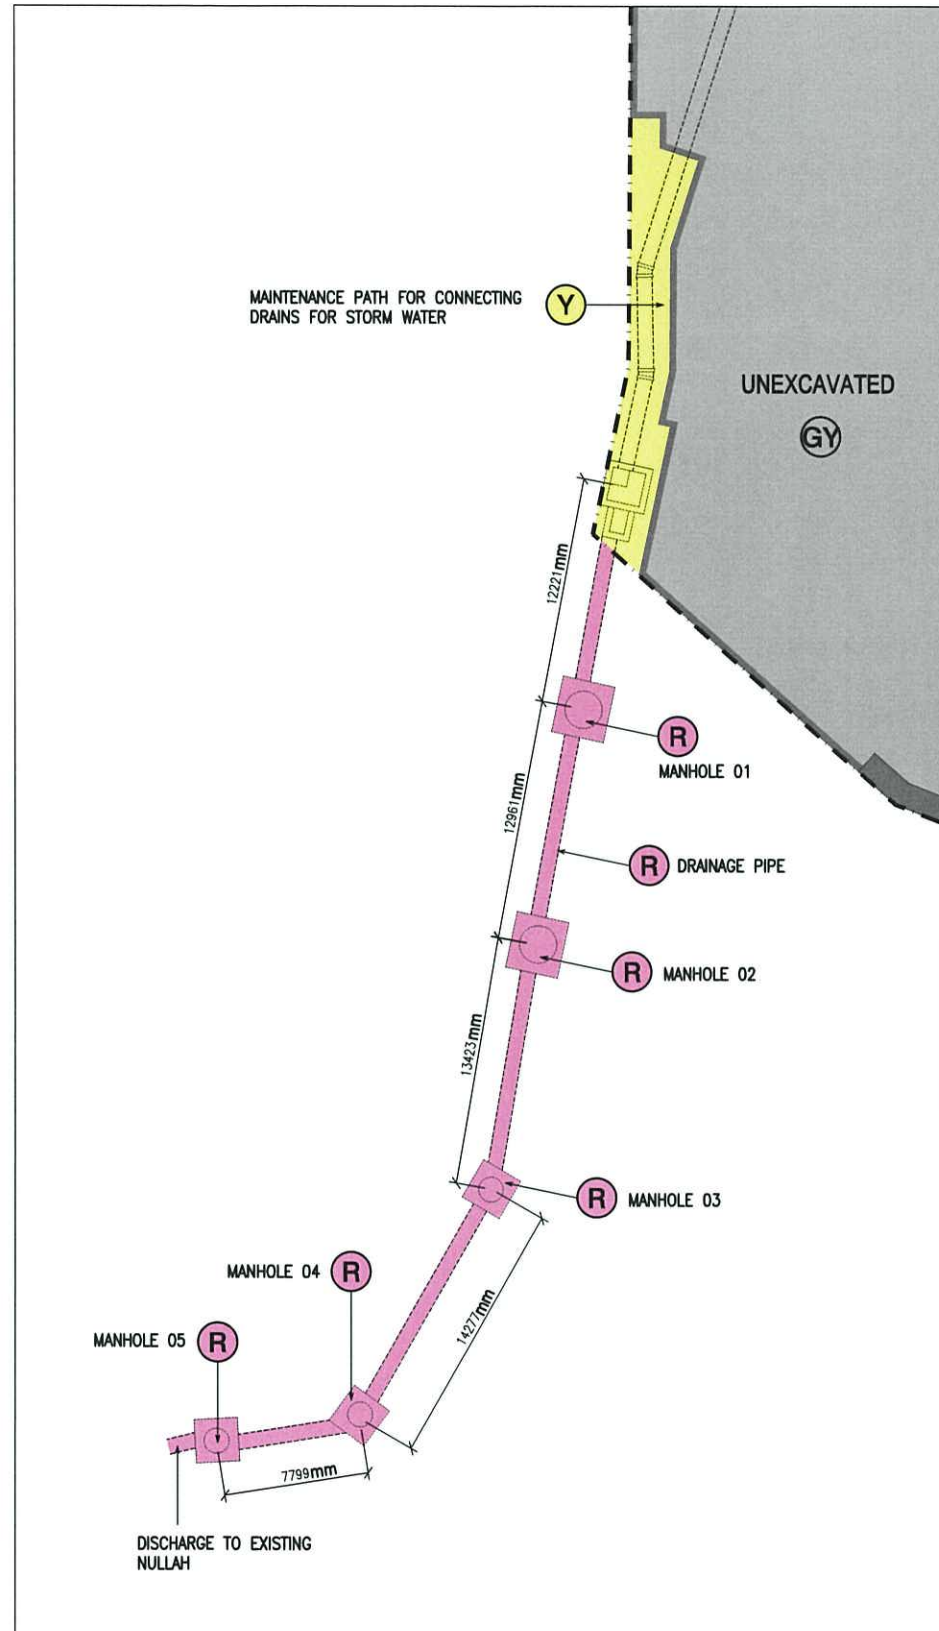 MAINTENANCE PATH FOR CONNECTING
DRAINS FOR STORM WATER
Y
UNEXCAVATED
GY
12221mm
R
MANHOLE 01
12961mm
R DRAINAGE PIPE
R MANHOLE 02
13423mm
R MANHOLE 03
MANHOLE 04 R
14277mm
MANHOLE 05 R
7799mm
DISCHARGE TO EXISTING
NULLAH